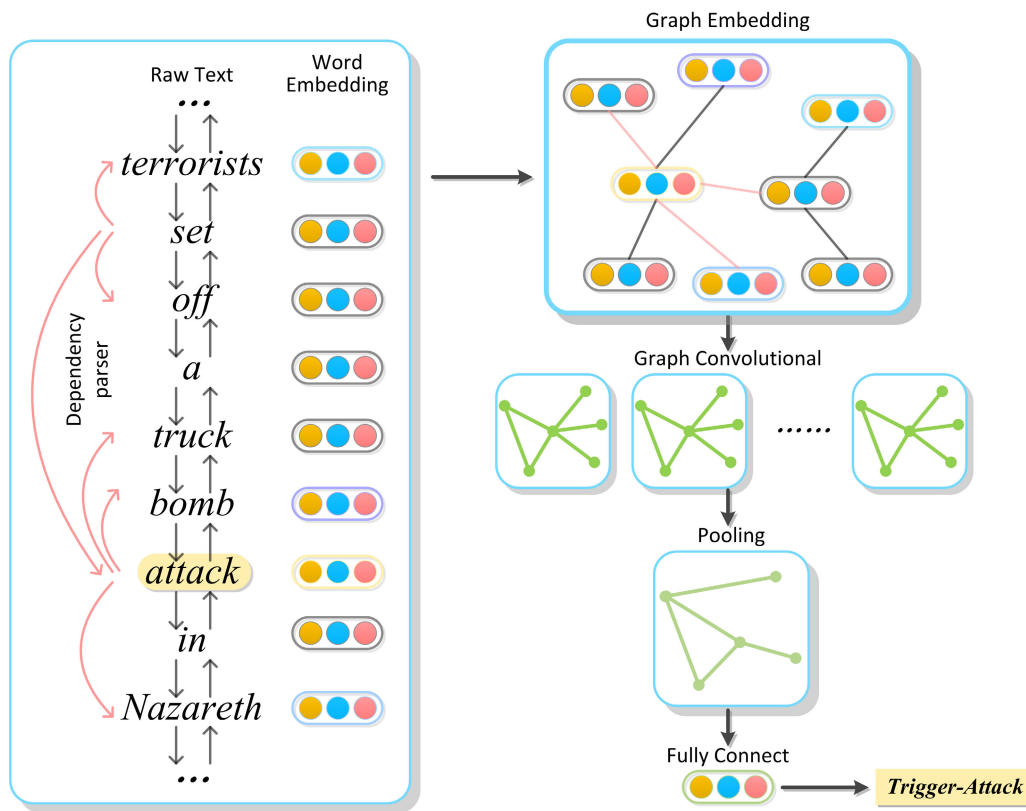 Raw Text
Word
Embedding
...
terrorists
set
off
a
truck
bomb
attack
in
Nazareth
...
Dependency
parser
Graph Embedding
Graph Convolutional
......
Pooling
Fully Connect
Trigger-Attack